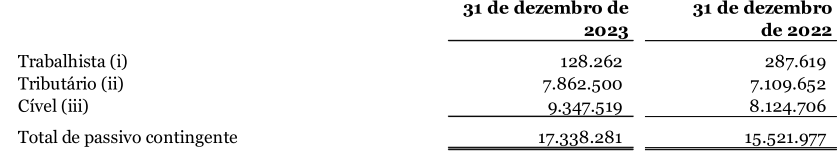 31 de dezembro de 2023 31 de dezembro de 2022
Trabalhista (i) 128.262 287.619
Tributário (ii) 7.862.500 7.109.652
Cível (iii) 9.347.519 8.124.706
Total de passivo contingente 17.338.281 15.521.977